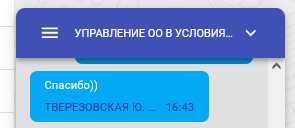 УПРАВЛЕНИЕ ОО В УСЛОВИЯ...
Спасибо))
ТВЕРЕЗОВСКАЯ Ю. ... 16:43